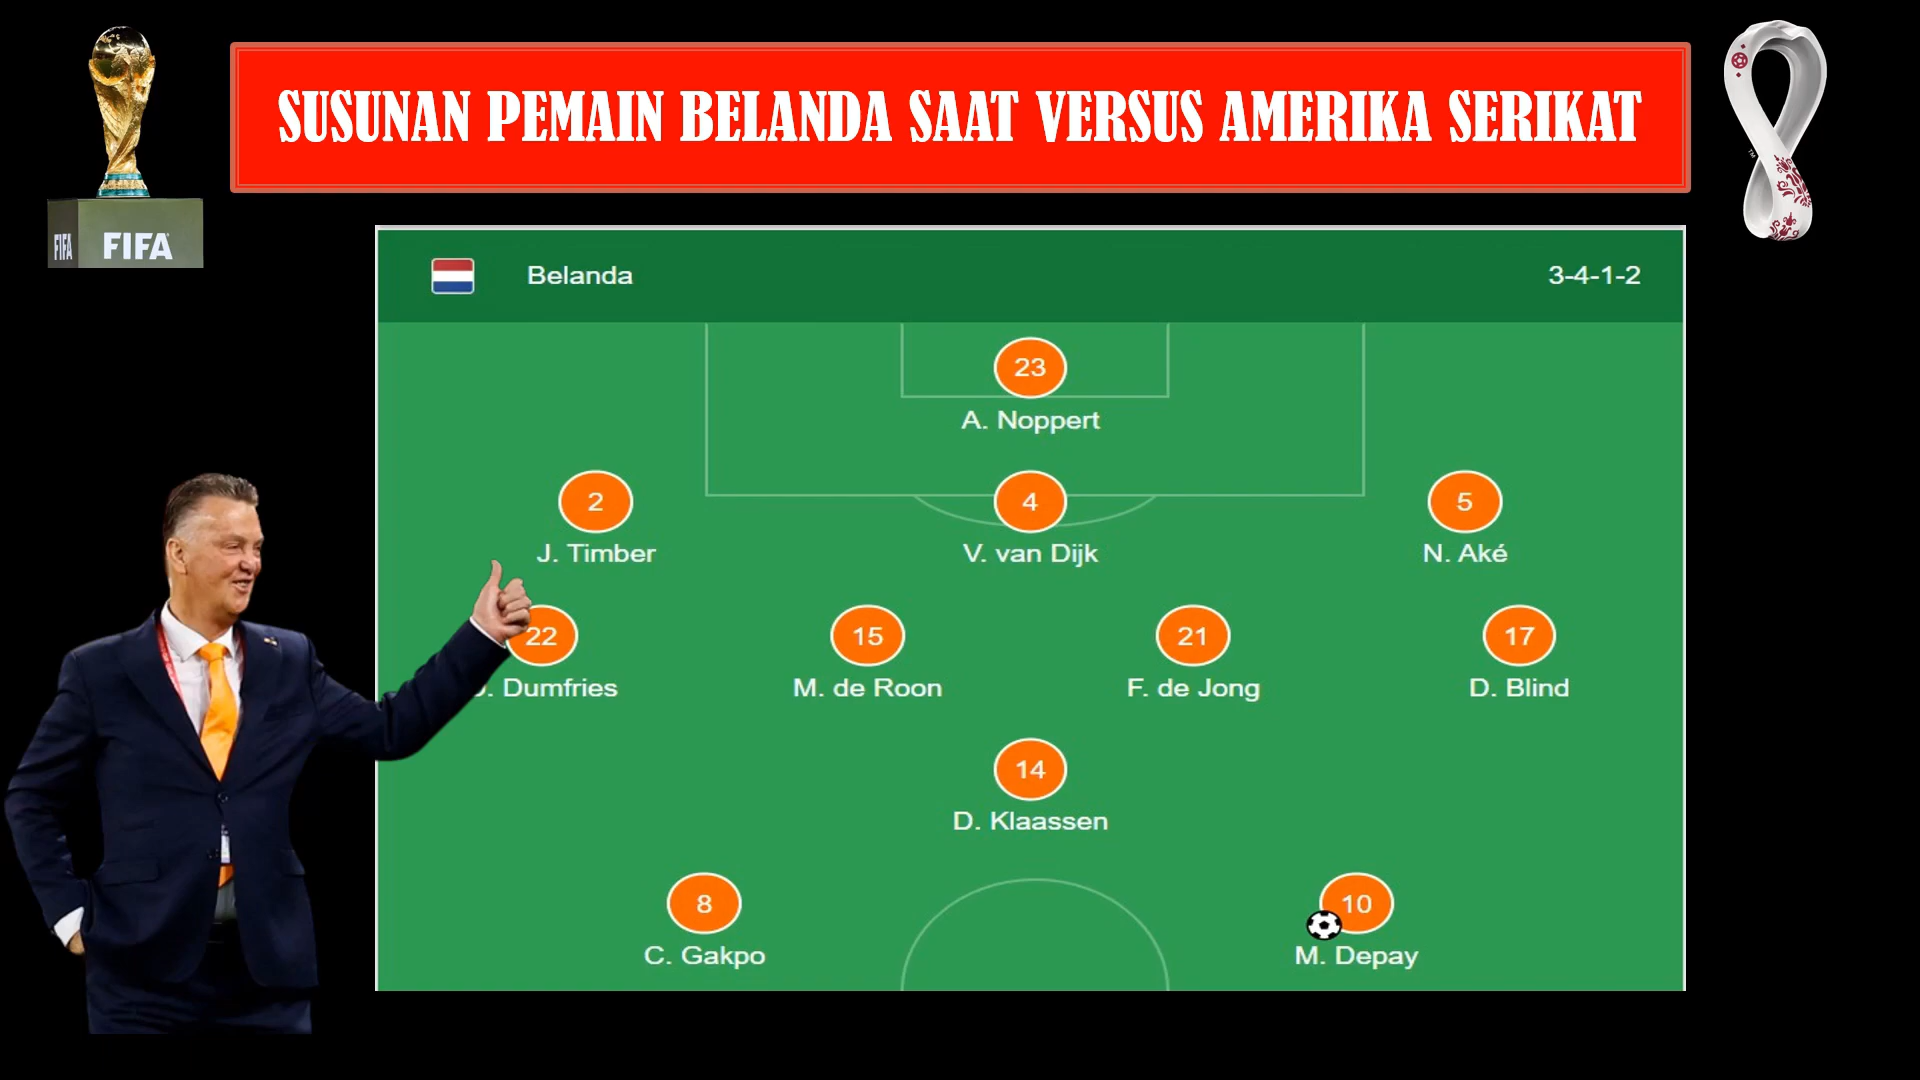 SUSUNAN PEMAIN BELANDA SAAT VERSUS AMERIKA SERIKAT
FIFA FIFA
TM
Belanda 3-4-1-2
23
A. Noppert
2 4 5
J. Timber V. van Dijk N. Aké
22 15 21 17
Dumfries M. de Roon F. de Jong D. Blind
14
D. Klaassen
8 10
C. Gakpo M. Depay